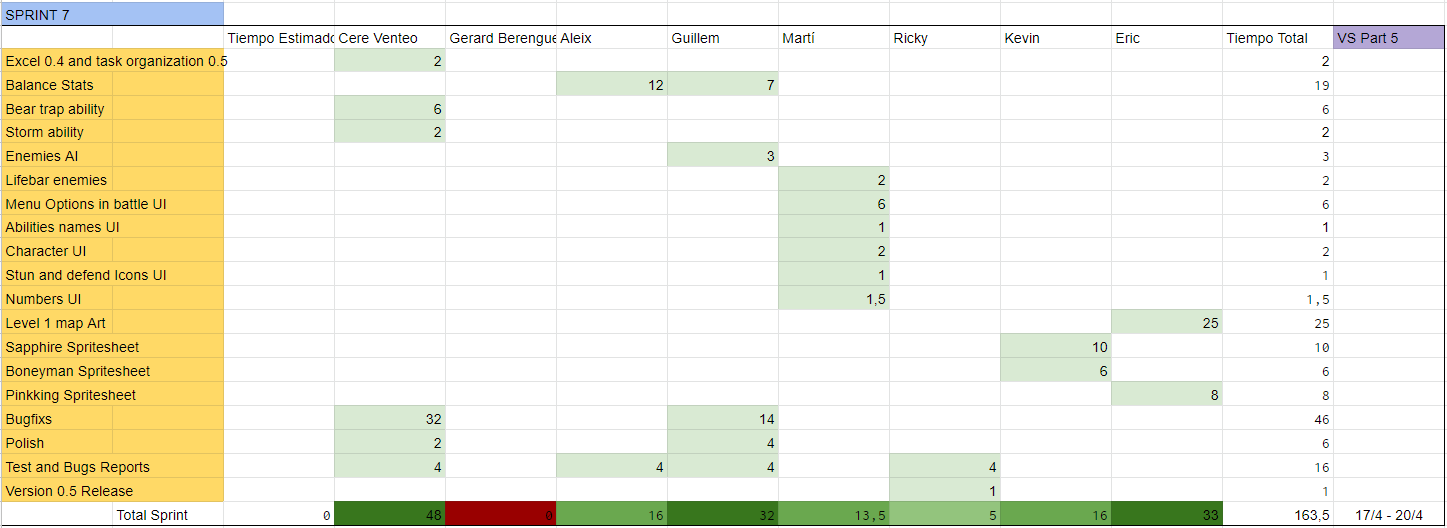 SPRINT 7
Tiempo Estimado Cere Venteo Gerard Berengue Aleix Guillem Martí Ricky Kevin Eric Tiempo Total VS Part 5
Excel 0.4 and task organization 0.5 2 2
Balance Stats 12 7 19
Bear trap ability 6 6
Storm ability 2 2
Enemies AI 3 3
Lifebar enemies 2 2
Menu Options in battle UI 6 6
Abilities names UI 1 1
Character UI 2 2
Stun and defend Icons UI 1 1
Numbers UI 1,5 1,5
Level 1 map Art 25 25
Sapphire Spritesheet 10 10
Boneyman Spritesheet 6 6
Pinkking Spritesheet 8 8
Bugfixs 32 14 46
Polish 2 4 6
Test and Bugs Reports 4 4 4 4 16
Version 0.5 Release 1 1
Total Sprint 0 48 0 16 32 13,5 5 16 33 163,5 17/4 - 20/4